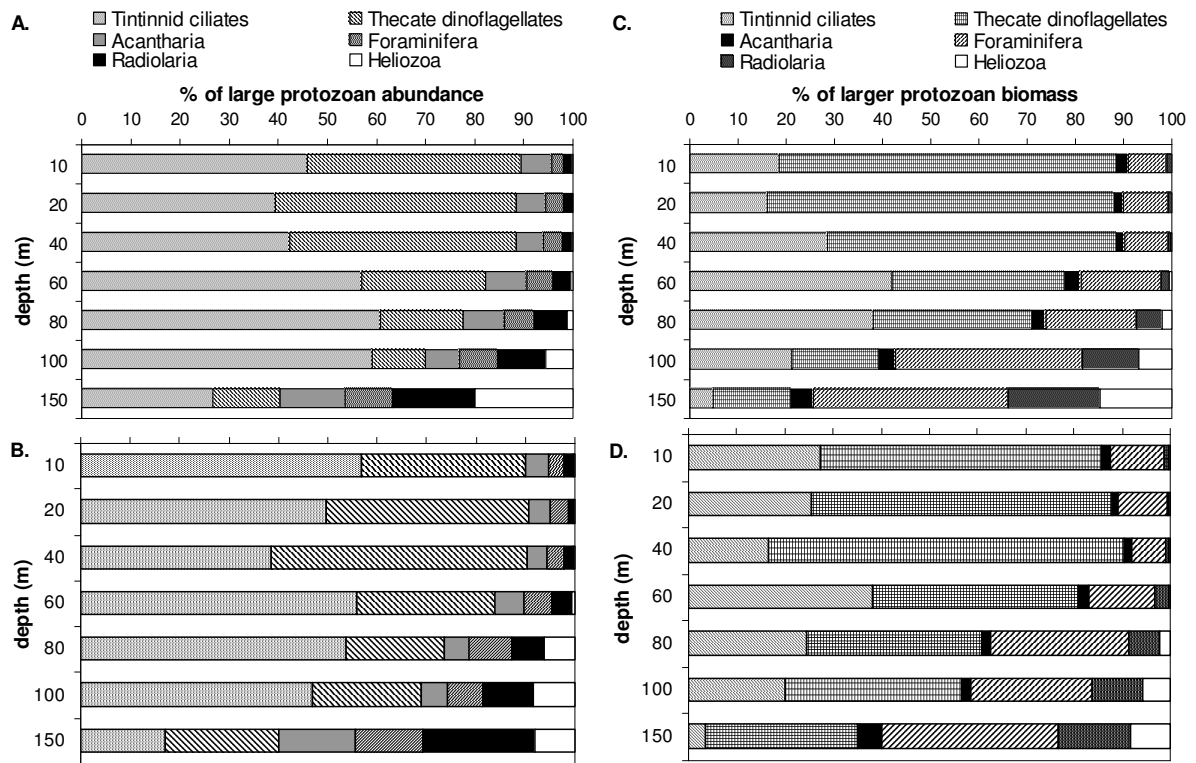 A.
Tintinnid ciliates Thecate dinoflagellates
Acantharia Foraminifera
Radiolaria Heliozoa
% of large protozoan abundance
0 10 20 30 40 50 60 70 80 90 100
10
20
40
60
80
100
150
depth (m)
B.
10
20
40
60
80
100
150
depth (m)
C.
Tintinnid ciliates Thecate dinoflagellates
Acantharia Foraminifera
Radiolaria Heliozoa
% of larger protozoan biomass
0 10 20 30 40 50 60 70 80 90 100
10
20
40
60
80
100
150
depth (m)
D.
10
20
40
60
80
100
150
depth (m)